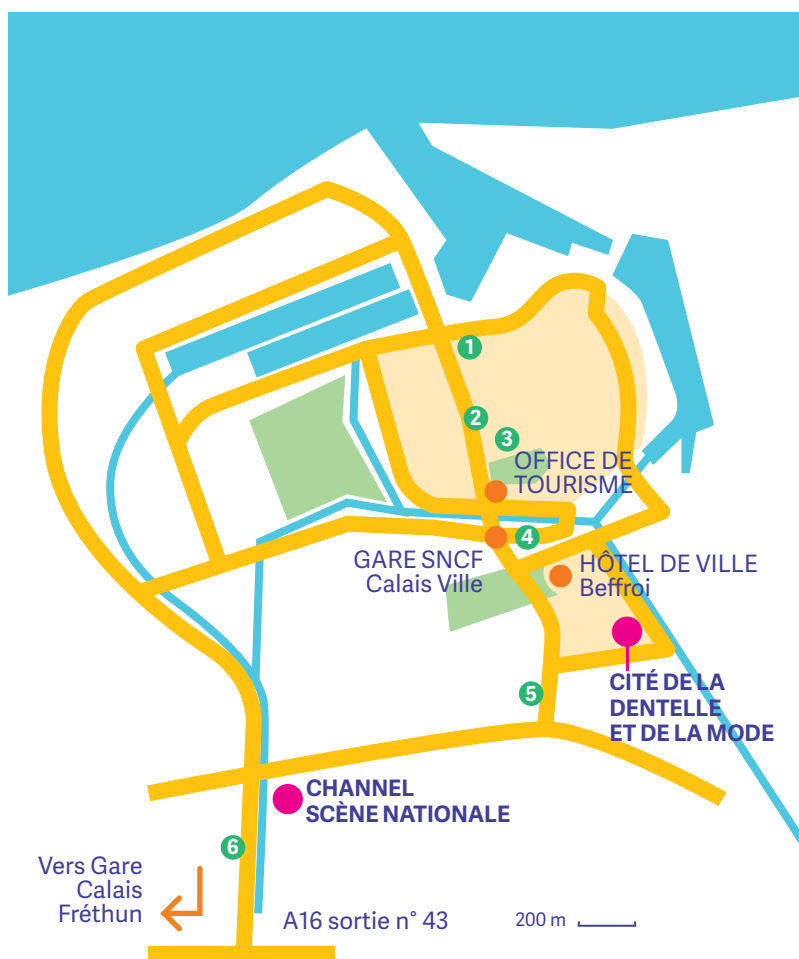 1
2
3
OFFICE DE
TOURISME
4
GARE SNCF
Calais Ville
HÔTEL DE VILLE
Beffroi
CITÉ DE LA
DENTELLE
ET DE LA MODE
5
CHANNEL
SCÈNE NATIONALE
6
Vers Gare
Calais
Fréthun
A16 sortie n° 43
200 m